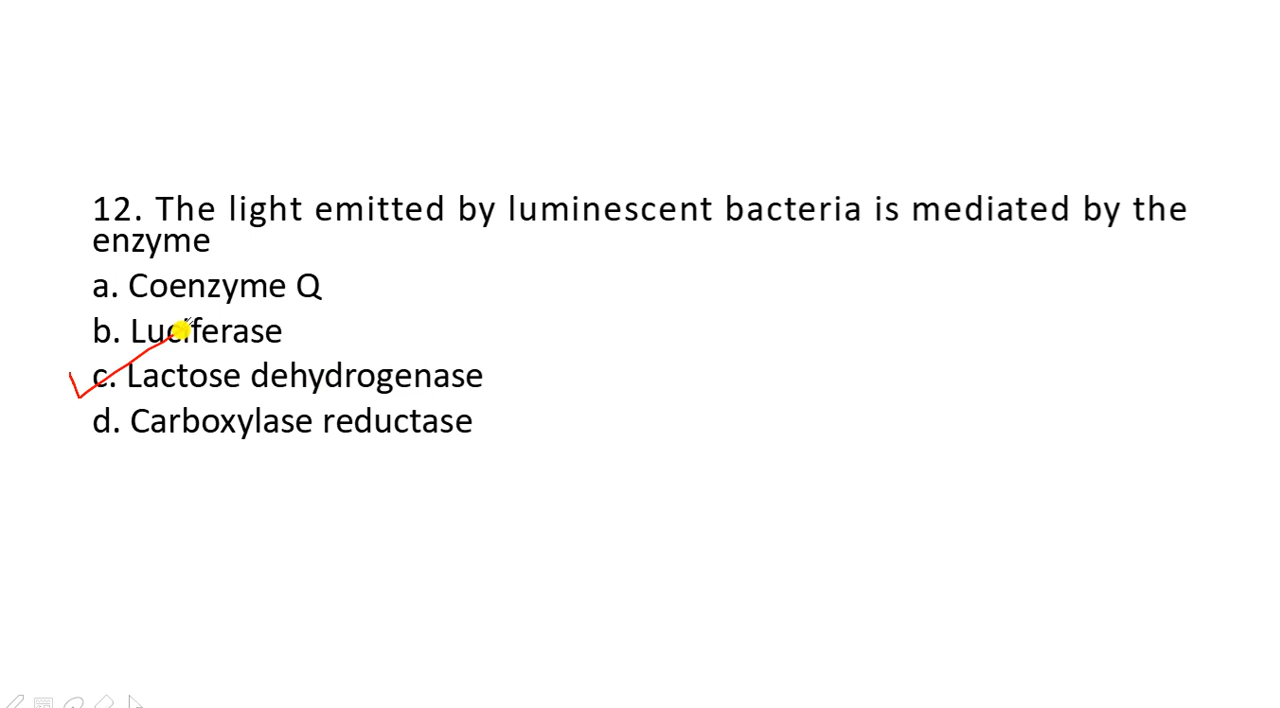 12. The light emitted by luminescent bacteria is mediated by the
enzyme
a. Coenzyme Q
b. Luciferase
c. Lactose dehydrogenase
d. Carboxylase reductase